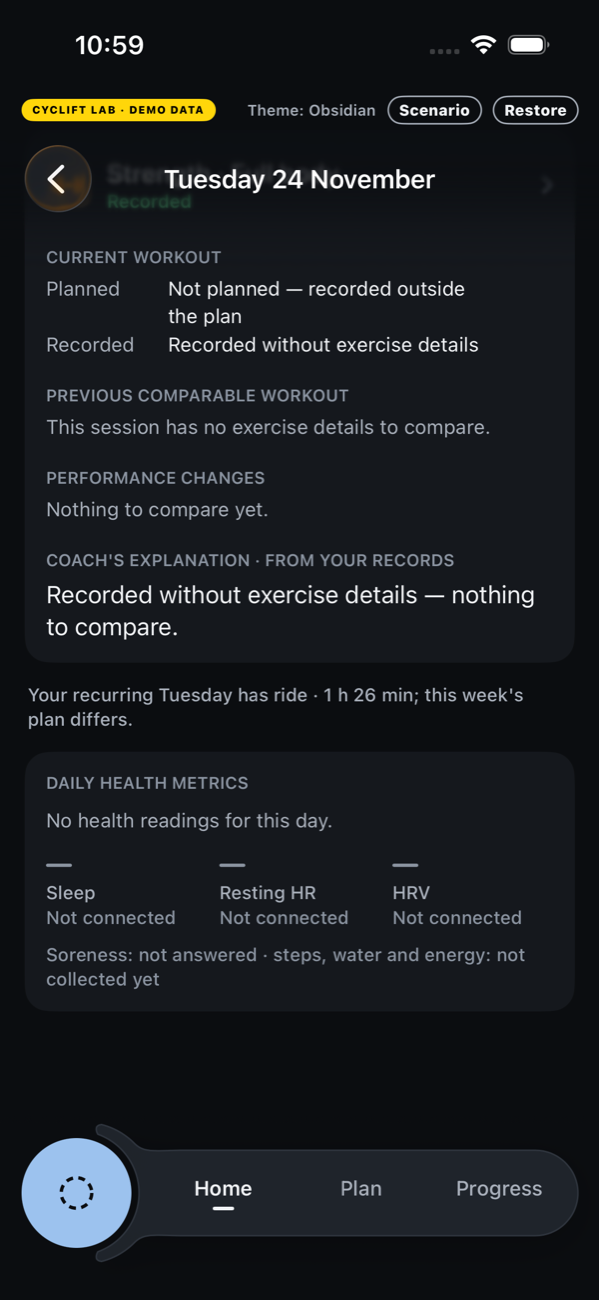 10:59
CYCLIFT LAB · DEMO DATA
Theme: Obsidian
Scenario
Restore
Tuesday 24 November
Recorded
CURRENT WORKOUT
Planned
Not planned — recorded outside
the plan
Recorded
Recorded without exercise details
PREVIOUS COMPARABLE WORKOUT
This session has no exercise details to compare.
PERFORMANCE CHANGES
Nothing to compare yet.
COACH'S EXPLANATION · FROM YOUR RECORDS
Recorded without exercise details — nothing
to compare.
Your recurring Tuesday has ride · 1 h 26 min; this week's
plan differs.
DAILY HEALTH METRICS
No health readings for this day.
Sleep
Not connected
Resting HR
Not connected
HRV
Not connected
Soreness: not answered · steps, water and energy: not
collected yet
Home
Plan
Progress